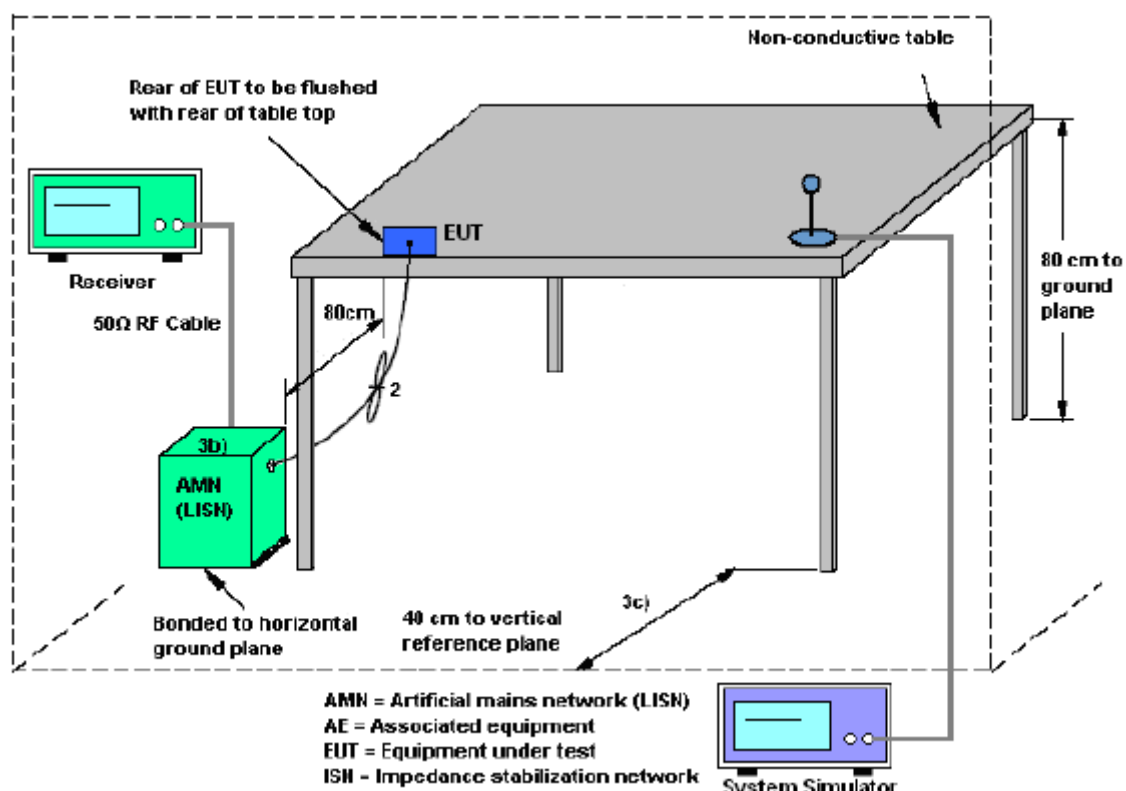 Non-conductive table
Rear of EUT to be flushed
with rear of table top
EUT
Receiver
80 cm to
ground
plane
80cm
50Ω RF Cable
2
3b)
AMN
(LISN)
3c)
Bonded to horizontal
ground plane
40 cm to vertical
reference plane
AMN = Artificial mains network (LISN)
AE = Associated equipment
EUT = Equipment under test
ISN = Impedance stabilization network
System Simulator